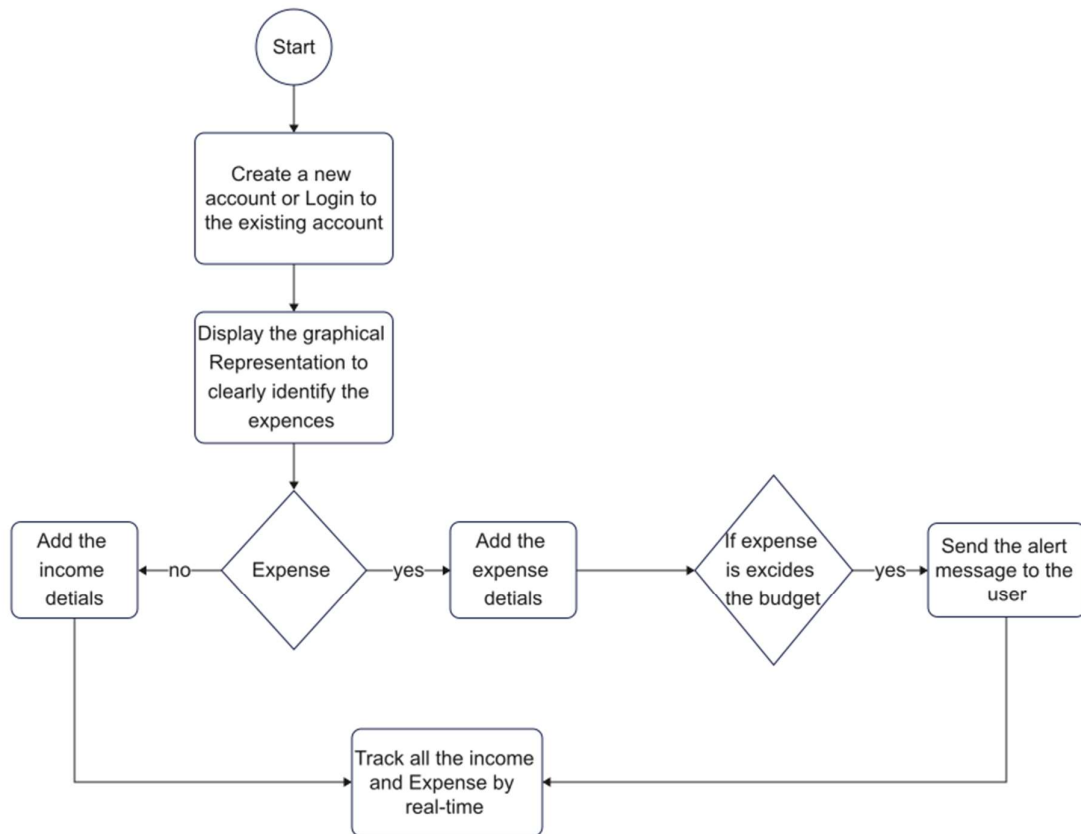 Start
Create a new
account or Login to
the existing account
Display the graphical
Representation to
clearly identify the
expences
Add the
income
detials
no
Expense
yes
Add the
expense
detials
If expense
is excides
the budget
yes
Send the alert
message to the
user
Track all the income
and Expense by
real-time